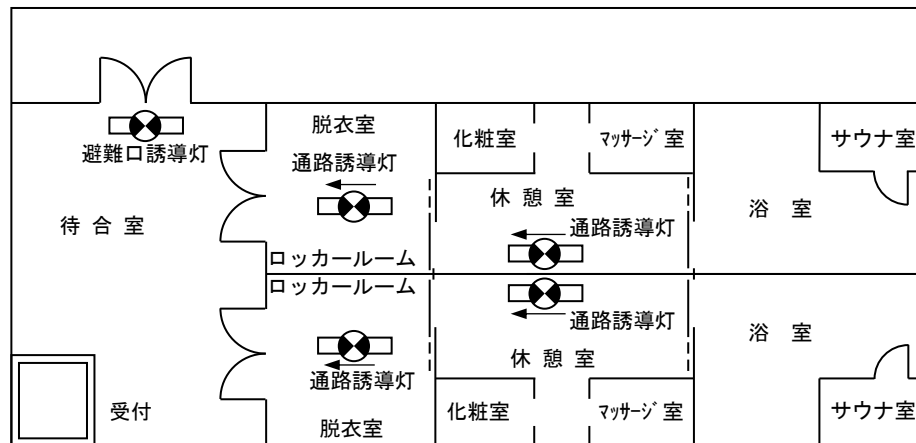 脱衣室
化粧室
マッサージ室
サウナ室
避難口誘導灯
通路誘導灯
休憩室
浴室
待合室
通路誘導灯
ロッカールーム
ロッカールーム
通路誘導灯
浴室
休憩室
通路誘導灯
受付
化粧室
マッサージ室
サウナ室
脱衣室